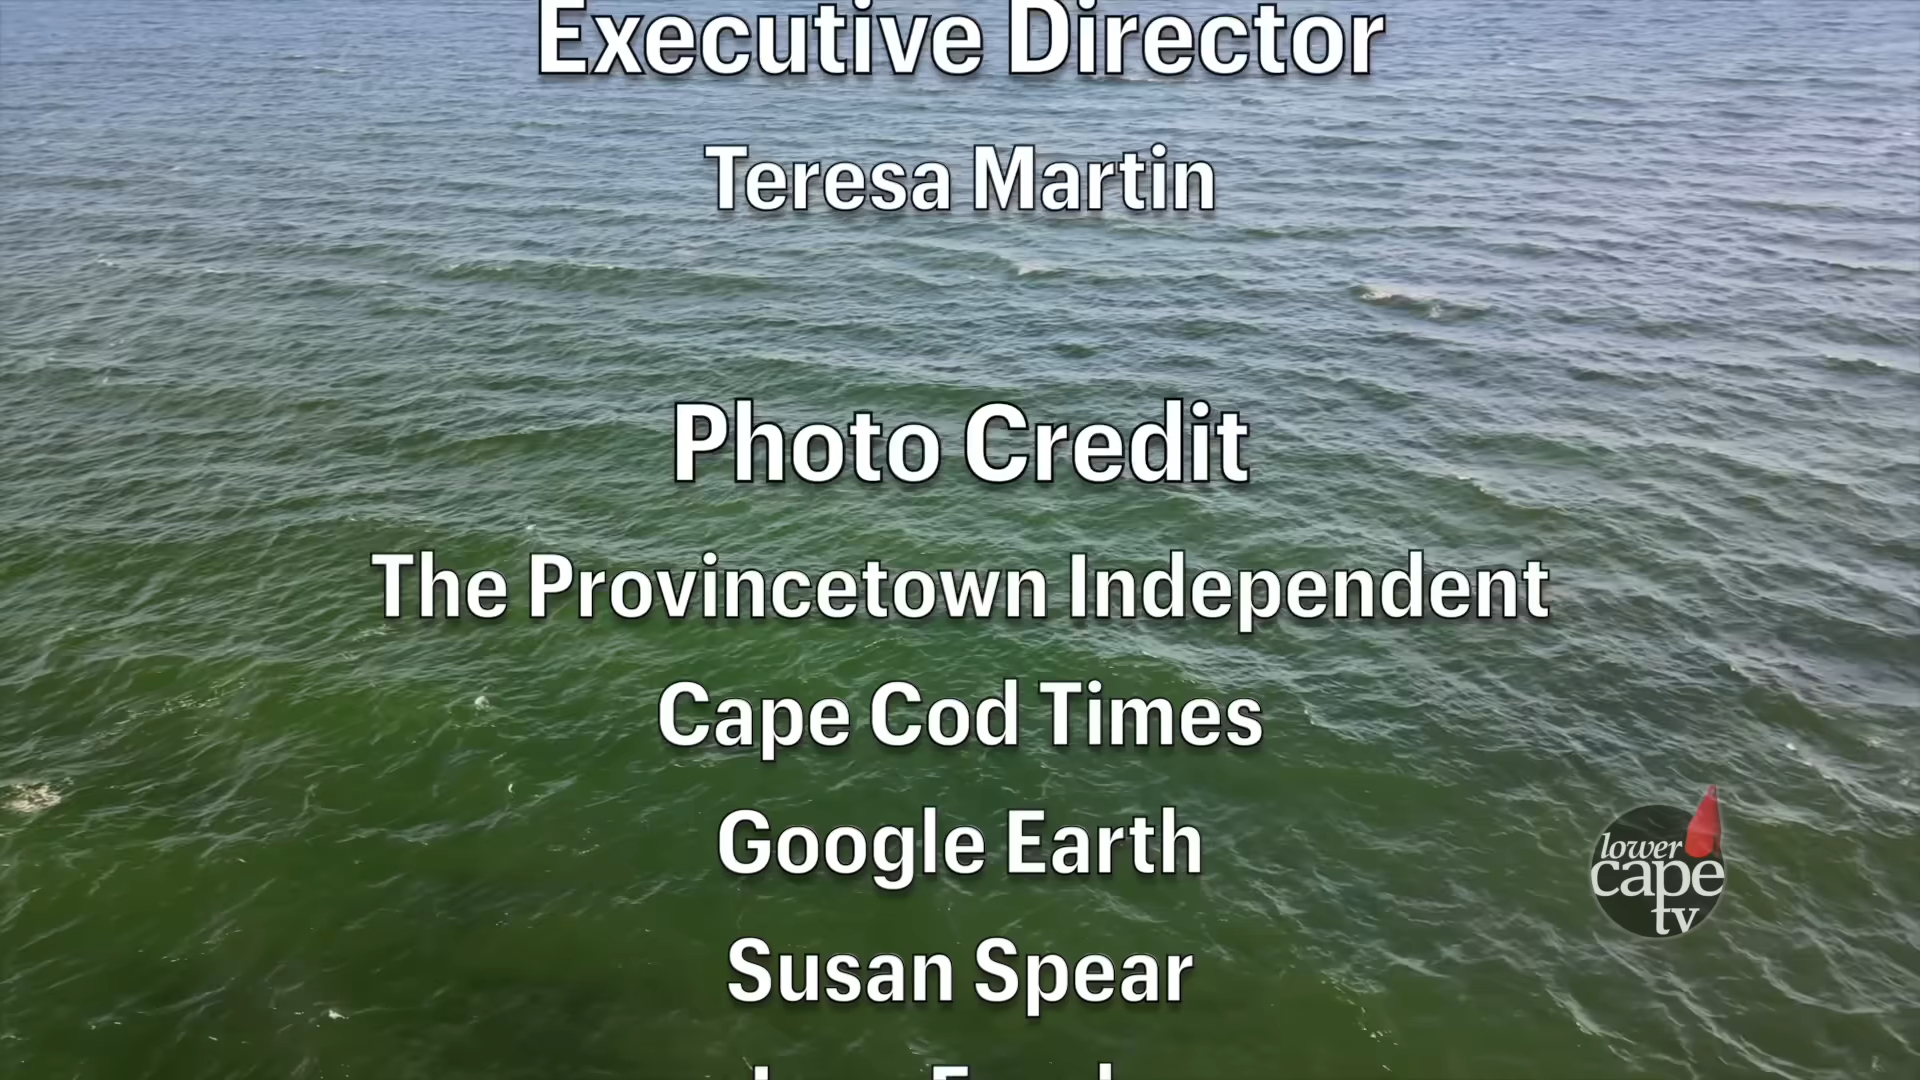 Executive Director
Teresa Martin
Photo Credit
The Provincetown Independent
Cape Cod Times
Google Earth
lower
cape
tv
Susan Spear